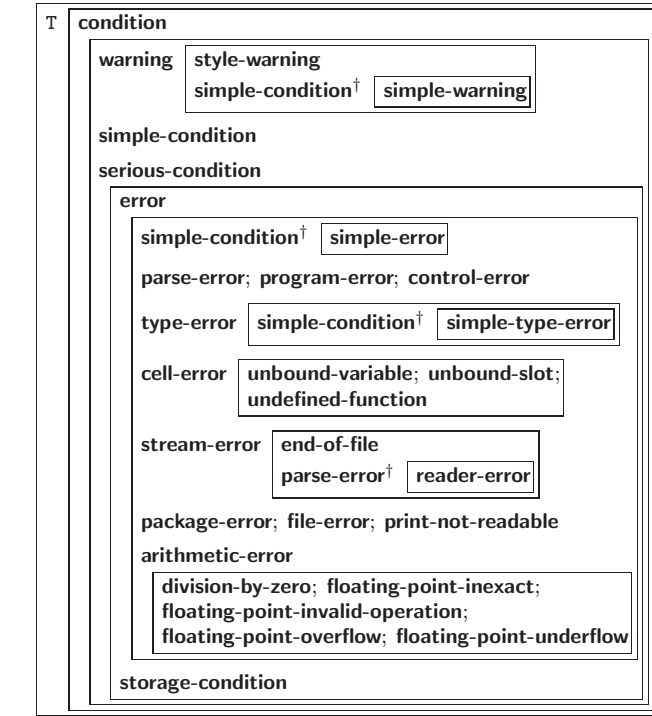 T condition
warning style-warning
simple-condition† simple-warning
simple-condition
serious-condition
error
simple-condition† simple-error
parse-error; program-error; control-error
type-error simple-condition† simple-type-error
cell-error unbound-variable; unbound-slot;
undefined-function
stream-error end-of-file
parse-error† reader-error
package-error; file-error; print-not-readable
arithmetic-error
division-by-zero; floating-point-inexact;
floating-point-invalid-operation;
floating-point-overflow; floating-point-underflow
storage-condition